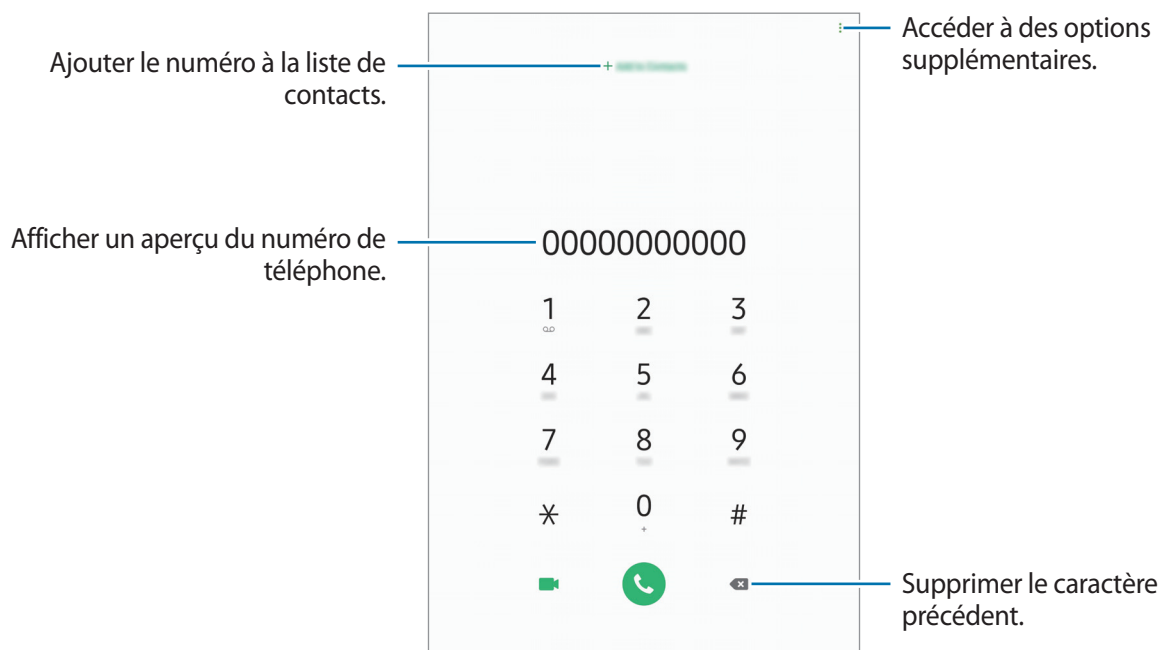 Accéder à des options
supplémentaires.
Ajouter le numéro à la liste de
contacts.
+
Afficher un aperçu du numéro de
téléphone.
00000000000
1 2 3
4 5 6
7 8 9
* 0 #
+
Supprimer le caractère
précédent.